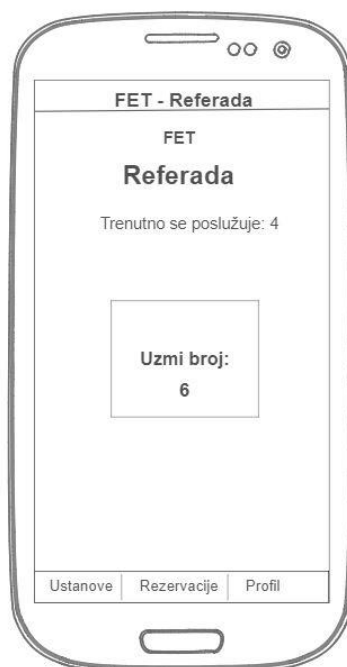 FET - Referada
FET
Referada
Trenutno se poslužuje: 4
Uzmi broj:
6
Ustanove Rezervacije Profil